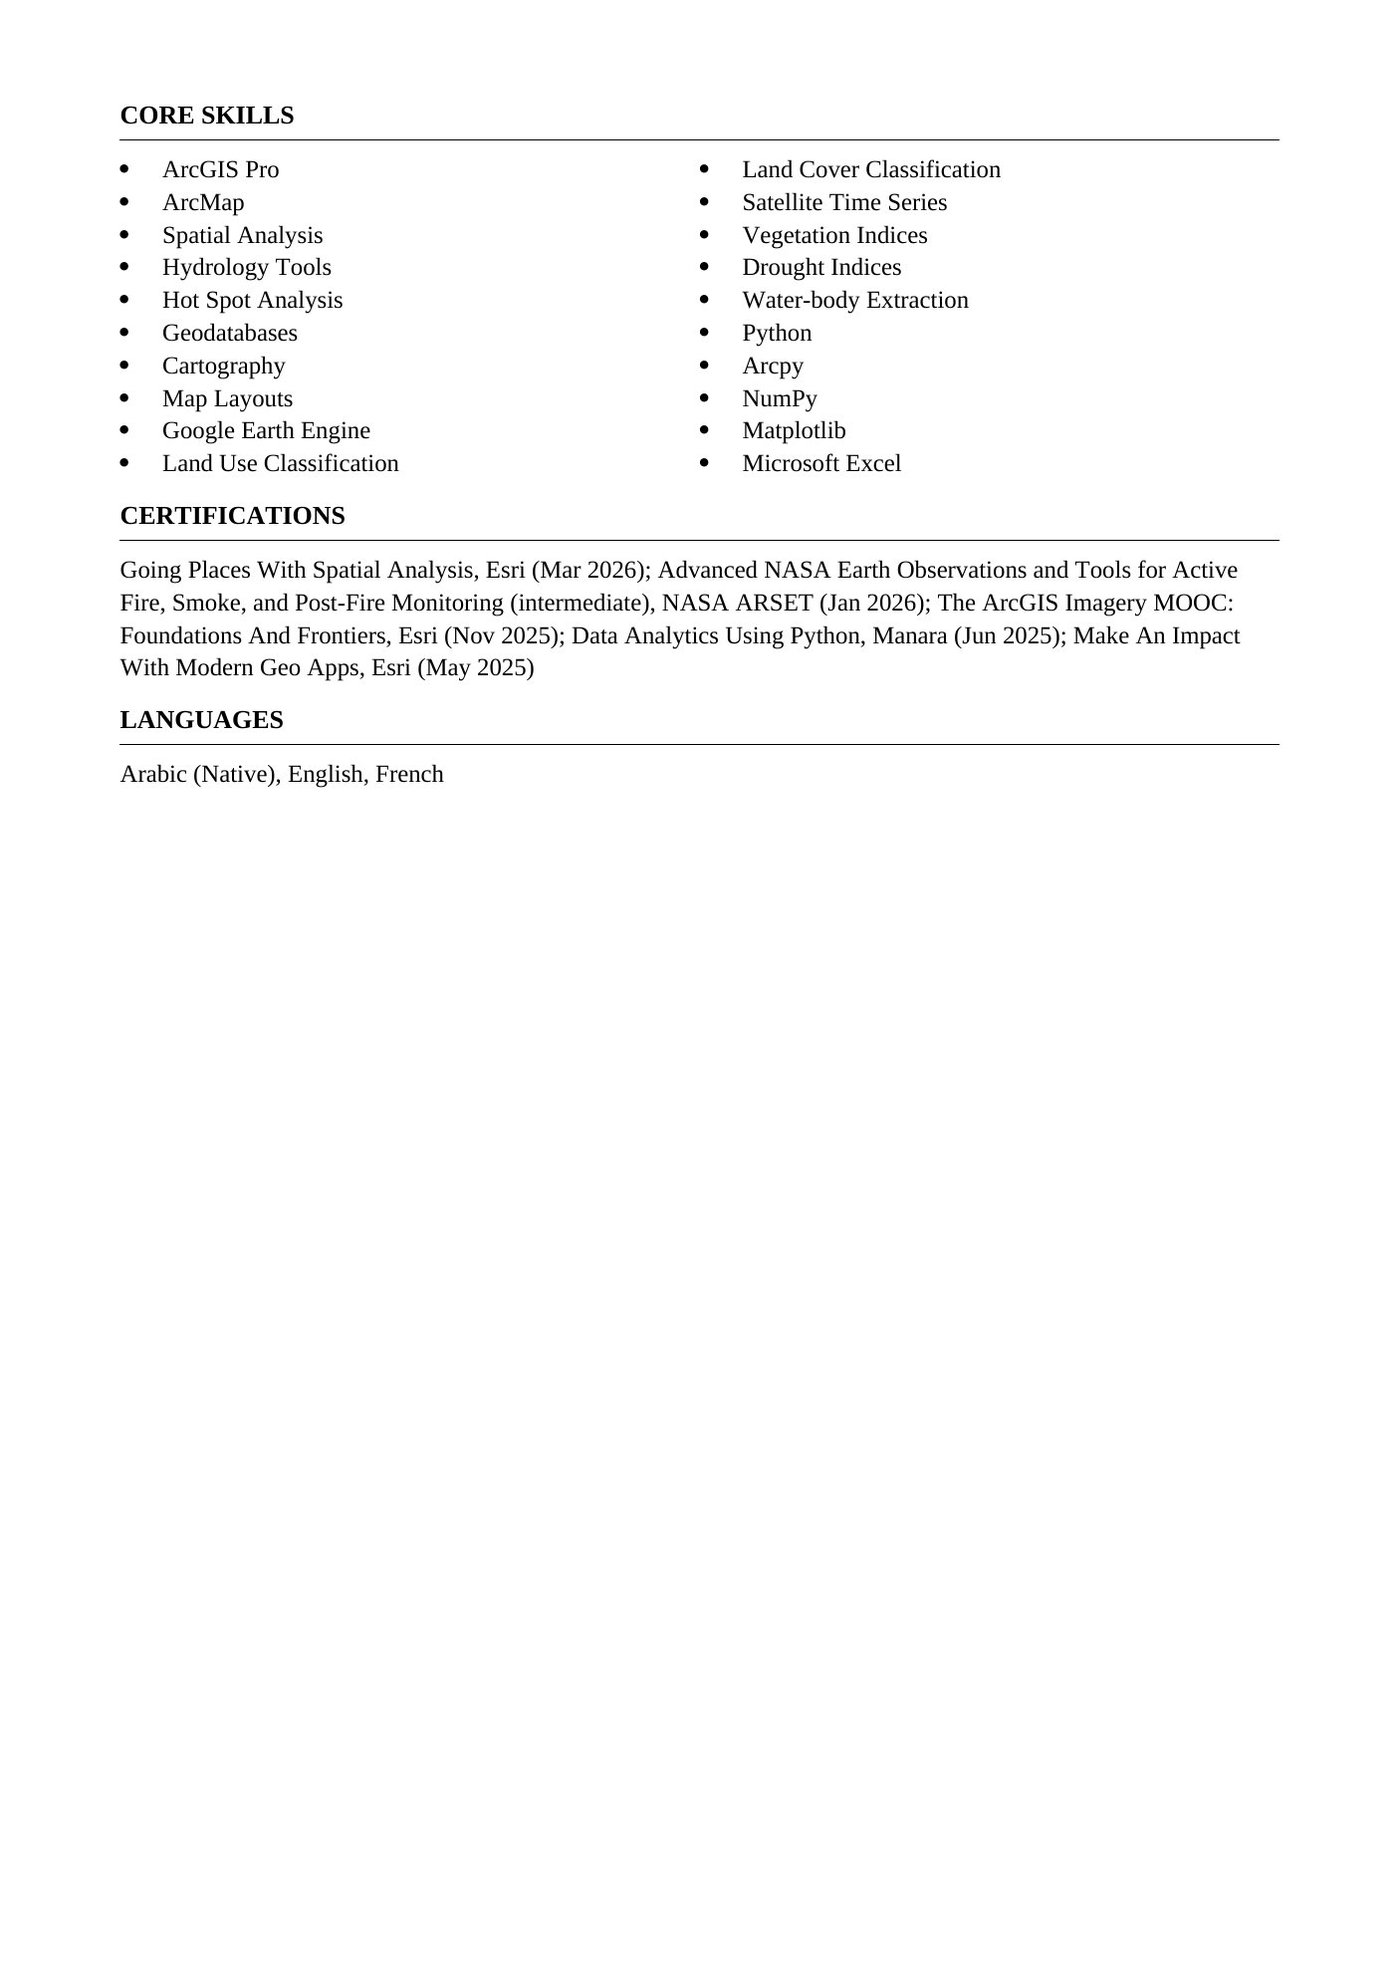 CORE SKILLS
• ArcGIS Pro
• ArcMap
• Spatial Analysis
• Hydrology Tools
• Hot Spot Analysis
• Geodatabases
• Cartography
• Map Layouts
• Google Earth Engine
• Land Use Classification
• Land Cover Classification
• Satellite Time Series
• Vegetation Indices
• Drought Indices
• Water-body Extraction
• Python
• Arcpy
• NumPy
• Matplotlib
• Microsoft Excel
CERTIFICATIONS
Going Places With Spatial Analysis, Esri (Mar 2026); Advanced NASA Earth Observations and Tools for Active
Fire, Smoke, and Post-Fire Monitoring (intermediate), NASA ARSET (Jan 2026); The ArcGIS Imagery MOOC:
Foundations And Frontiers, Esri (Nov 2025); Data Analytics Using Python, Manara (Jun 2025); Make An Impact
With Modern Geo Apps, Esri (May 2025)
LANGUAGES
Arabic (Native), English, French